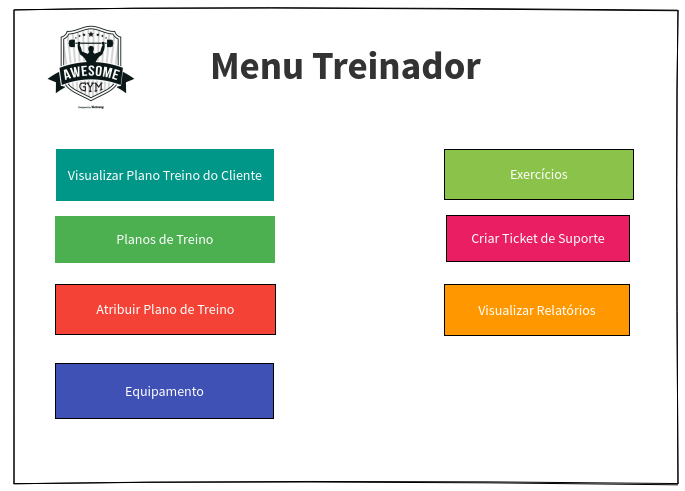 AWESOME
GYM
Menu Treinador
Visualizar Plano Treino do Cliente
Planos de Treino
Atribuir Plano de Treino
Equipamento
Exercícios
Criar Ticket de Suporte
Visualizar Relatórios